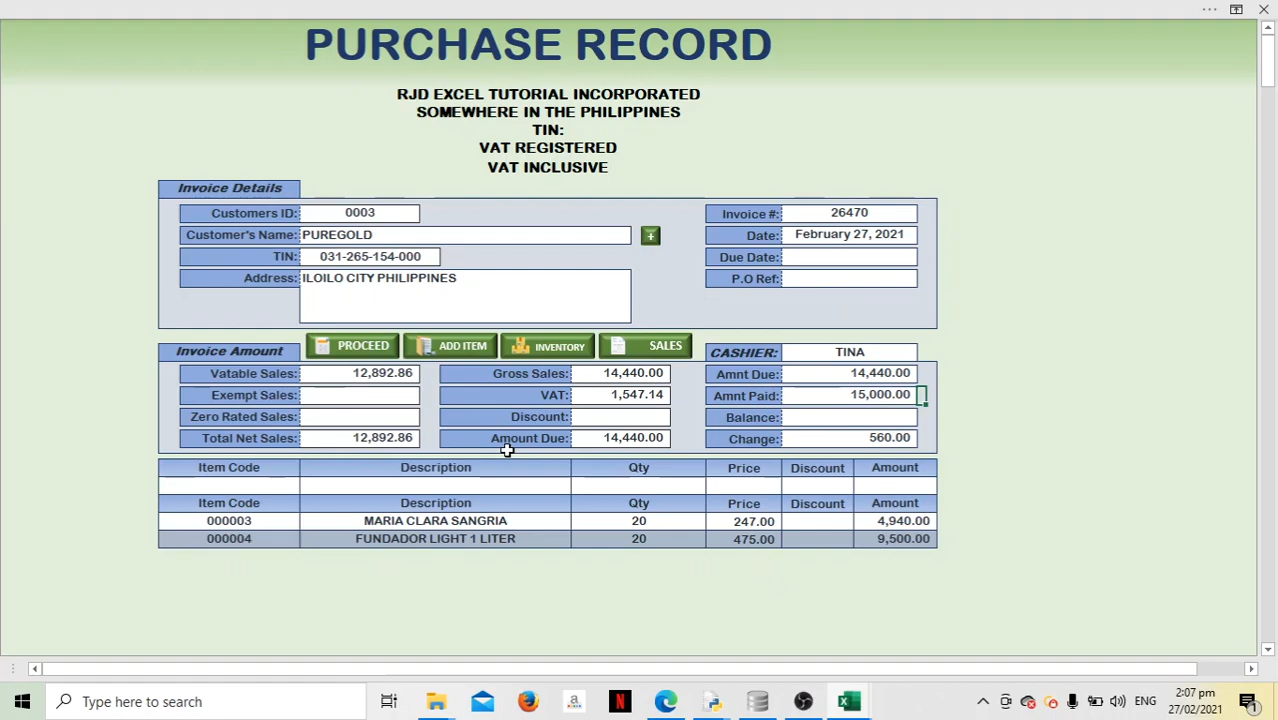 PURCHASE RECORD
RJD EXCEL TUTORIAL INCORPORATED
SOMEWHERE IN THE PHILIPPINES
TIN:
VAT REGISTERED
VAT INCLUSIVE
Invoice Details
Customers ID: 0003
Invoice #: 26470
Customer's Name: PUREGOLD +
Date: February 27, 2021
TIN: 031-265-154-000
Due Date:
Address: ILOILO CITY PHILIPPINES
P.O Ref:
Invoice Amount PROCEED ADD ITEM INVENTORY SALES CASHIER: TINA
Vatable Sales: 12,892.86 Gross Sales: 14,440.00 Amnt Due: 14,440.00
Exempt Sales: VAT: 1,547.14 Amnt Paid: 15,000.00
Zero Rated Sales: Discount: Balance:
Total Net Sales: 12,892.86 Amount Due: 14,440.00 Change: 560.00
Item Code Description Qty Price Discount Amount
Item Code Description Qty Price Discount Amount
000003 MARIA CLARA SANGRIA 20 247.00 4,940.00
000004 FUNDADOR LIGHT 1 LITER 20 475.00 9,500.00
Type here to search a N ENG 2:07 pm
27/02/2021 1